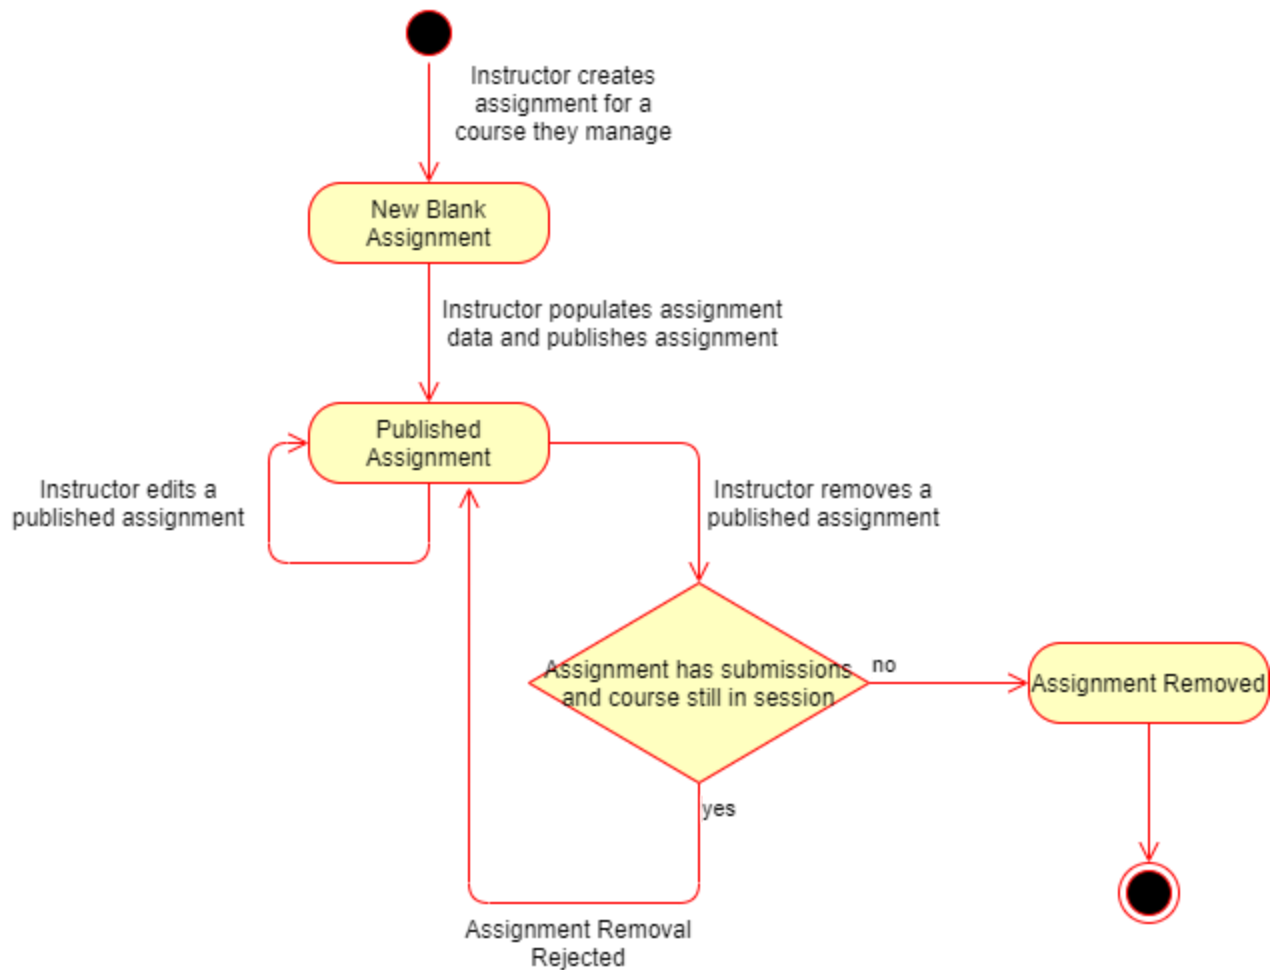 Instructor creates
assignment for a
course they manage
New Blank
Assignment
Instructor populates assignment
data and publishes assignment
Published
Assignment
Instructor edits a
published assignment
Instructor removes a
published assignment
Assignment has submissions
and course still in session
no
Assignment Removed
yes
Assignment Removal
Rejected